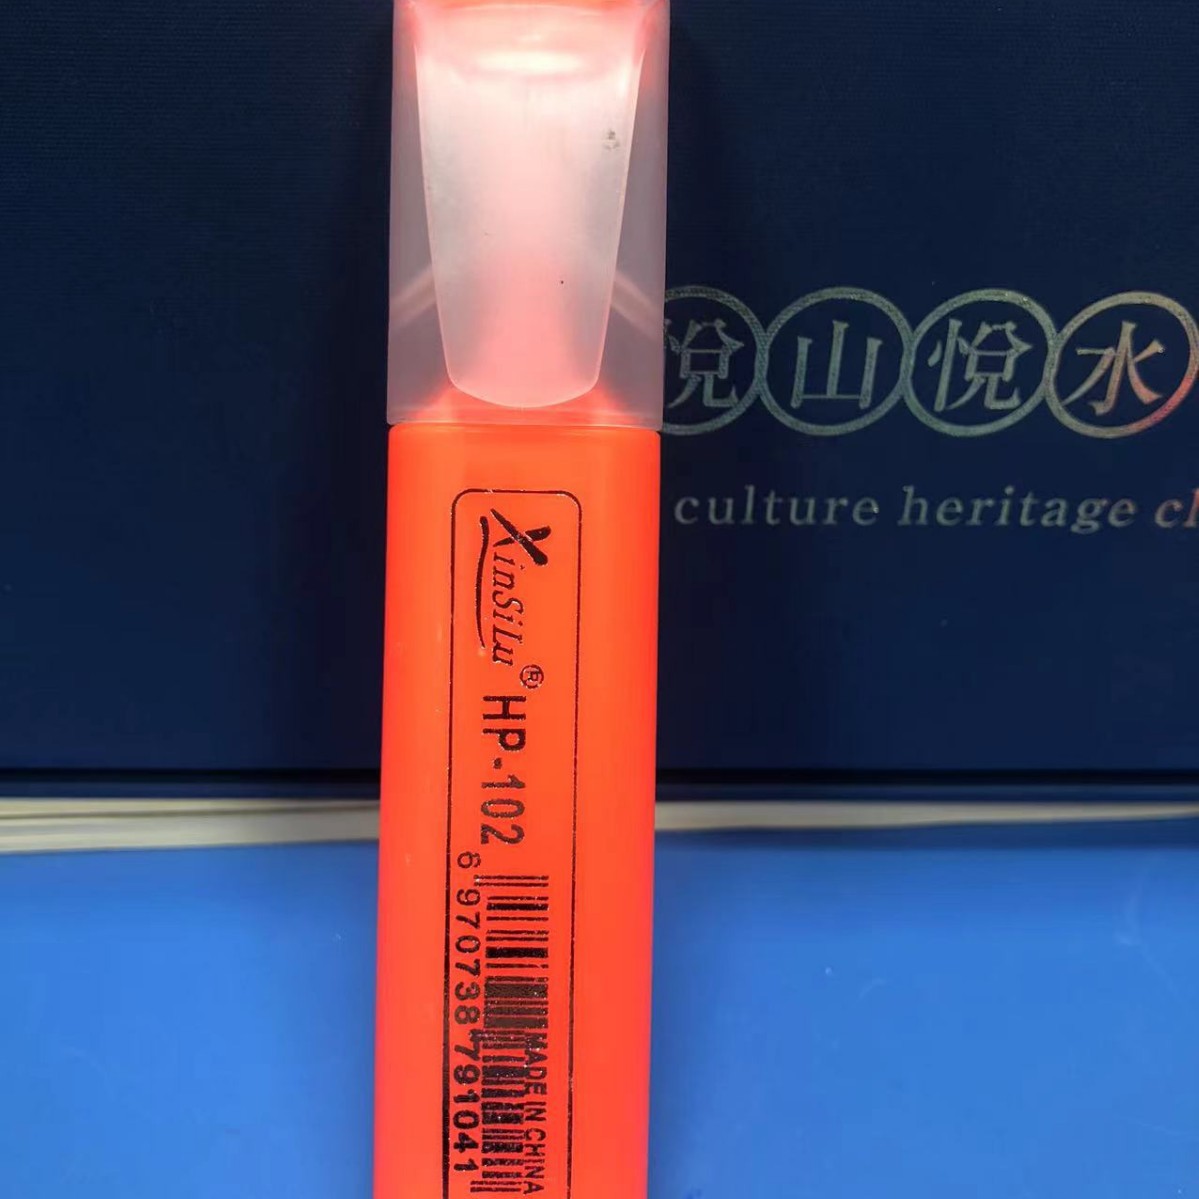 悦山悦水
culture heritage
XinSiLu®
HP-102
6 970738 791041
MADE IN CHINA